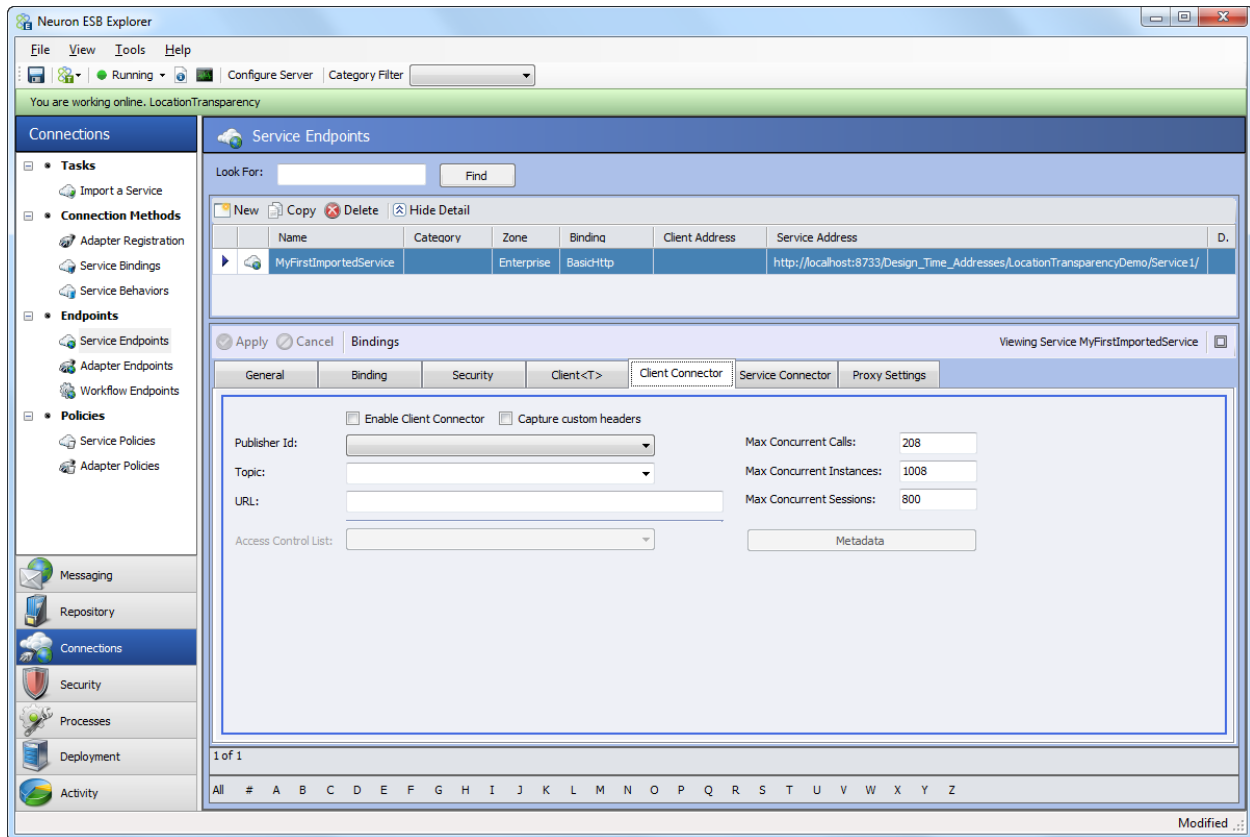 Neuron ESB Explorer
File View Tools Help
Running Configure Server Category Filter
You are working online. LocationTransparency
Connections
Tasks
Import a Service
Connection Methods
Adapter Registration
Service Bindings
Service Behaviors
Endpoints
Service Endpoints
Adapter Endpoints
Workflow Endpoints
Policies
Service Policies
Adapter Policies
Messaging
Repository
Connections
Security
Processes
Deployment
Activity
Service Endpoints
Look For: Find
New Copy Delete Hide Detail
Name Category Zone Binding Client Address Service Address D.
MyFirstImportedService Enterprise BasicHttp http://localhost:8733/Design_Time_Addresses/LocationTransparencyDemo/Service1/
Apply Cancel Bindings Viewing Service MyFirstImportedService
General Binding Security Client<T> Client Connector Service Connector Proxy Settings
Enable Client Connector Capture custom headers
Publisher Id: Max Concurrent Calls: 208
Topic: Max Concurrent Instances: 1008
URL: Max Concurrent Sessions: 800
Access Control List: Metadata
1 of 1
All # A B C D E F G H I J K L M N O P Q R S T U V W X Y Z
Modified